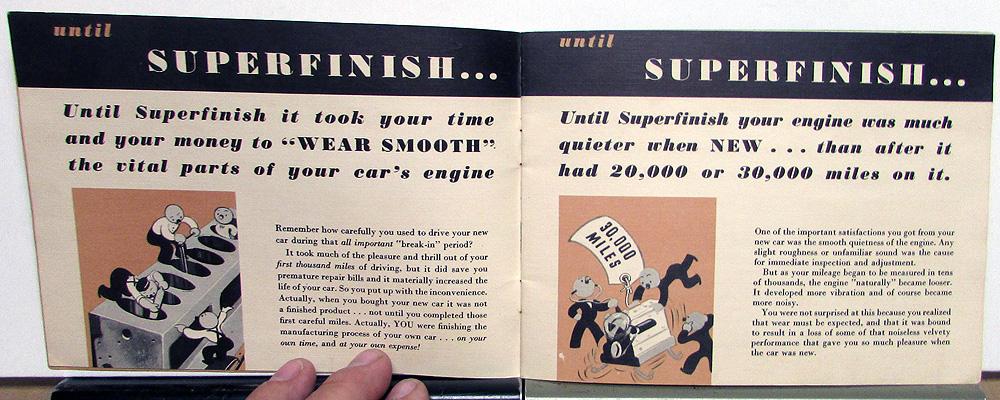 until
SUPERFINISH...
Until Superfinish it took your time
and your money to “WEAR SMOOTH”
the vital parts of your car's engine
Remember how carefully you used to drive your new
car during that all important "break-in" period?
It took much of the pleasure and thrill out of your
first thousand miles of driving, but it did save you
premature repair bills and it materially increased the
life of your car. So you put up with the inconvenience.
Actually, when you bought your new car it was not
a finished product . . . not until you completed those
first careful miles. Actually, YOU were finishing the
manufacturing process of your own car . . . on your
own time, and at your own expense!
until
SUPERFINISH...
Until Superfinish your engine was much
quieter when NEW . . . than after it
had 20,000 or 30,000 miles on it.
30,000
MILES
One of the important satisfactions you got from your
new car was the smooth quietness of the engine. Any
slight roughness or unfamiliar sound was the cause
for immediate inspection and adjustment.
But as your mileage began to be measured in tens
of thousands, the engine "naturally" became looser.
It developed more vibration and of course became
more noisy.
You were not surprised at this because you realized
that wear must be expected, and that it was bound
to result in a loss of some of that noiseless velvety
performance that gave you so much pleasure when
the car was new.